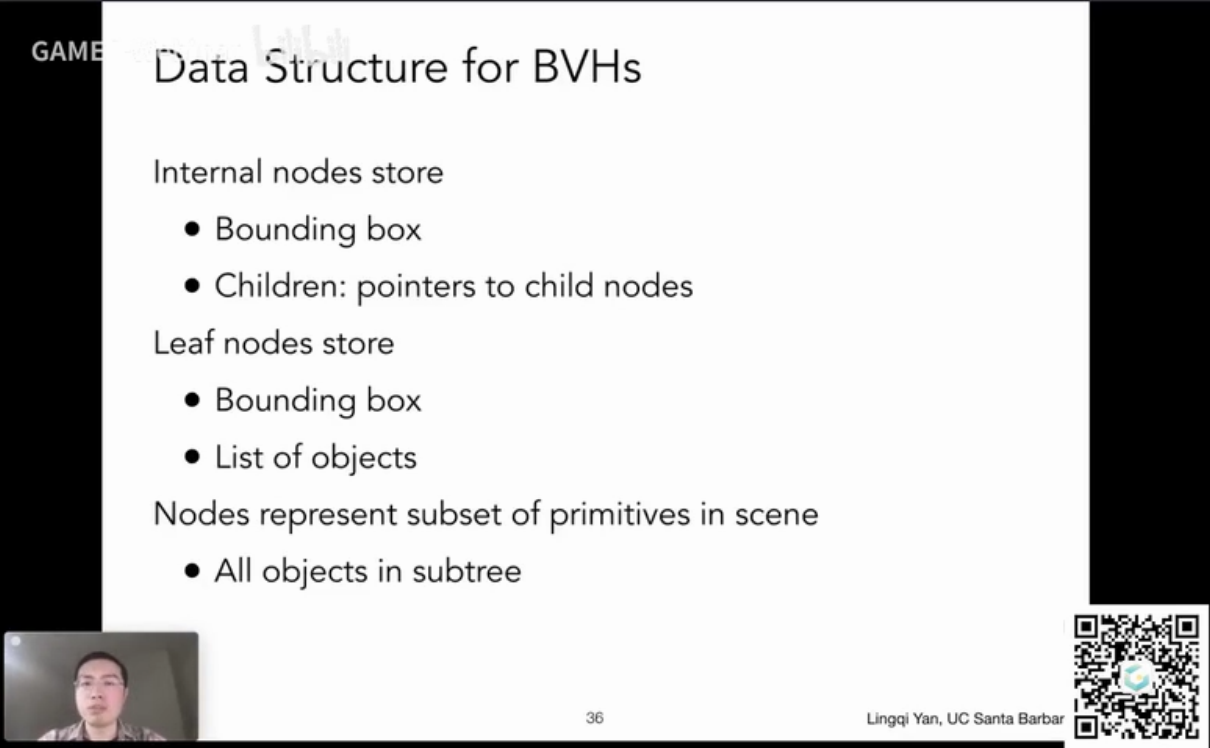 GAMES
bilibili
Data Structure for BVHs
Internal nodes store
• Bounding box
• Children: pointers to child nodes
Leaf nodes store
• Bounding box
• List of objects
Nodes represent subset of primitives in scene
• All objects in subtree
36
Lingqi Yan, UC Santa Barbar